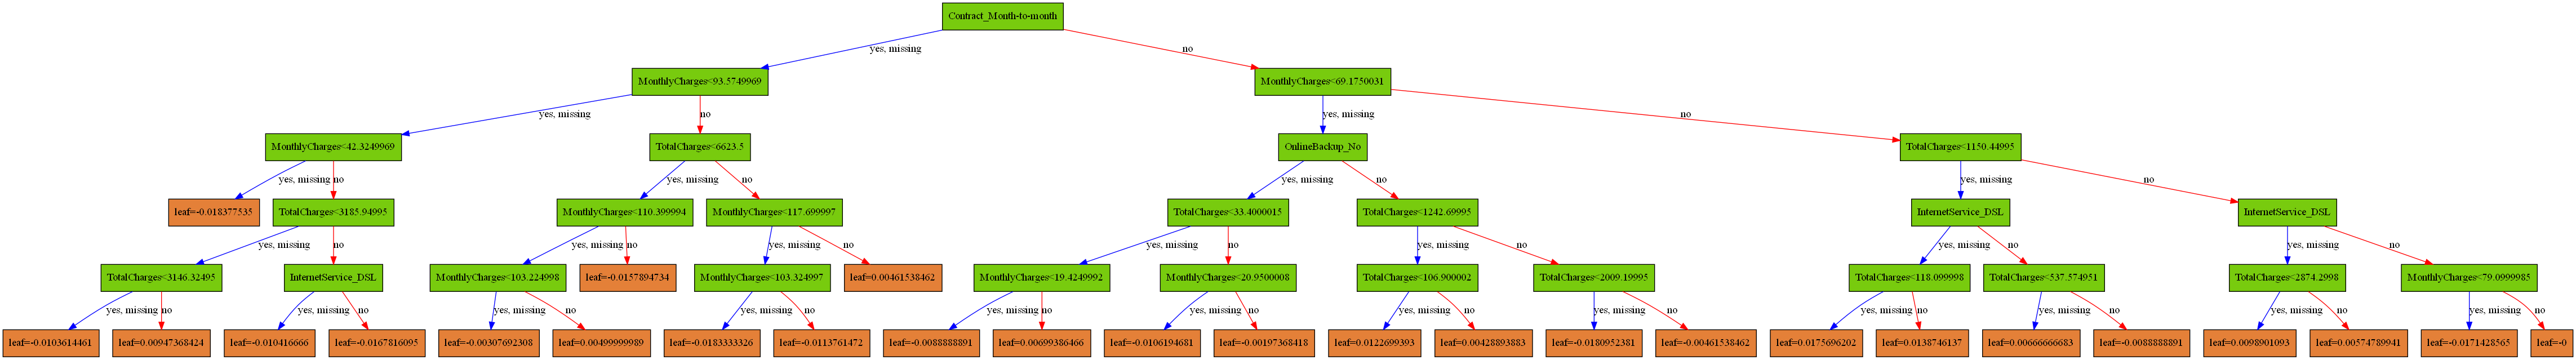 Contract_Month-to-month
yes, missing
no
MonthlyCharges<93.5749969
MonthlyCharges<69.1750031
yes, missing
no
yes, missing
no
MonthlyCharges<42.3249969
TotalCharges<6623.5
OnlineBackup_No
TotalCharges<1150.44995
yes, missing
no
yes, missing
no
yes, missing
no
yes, missing
no
leaf=-0.018377535
TotalCharges<3185.94995
MonthlyCharges<110.399994
MonthlyCharges<117.699997
TotalCharges<33.4000015
TotalCharges<1242.69995
InternetService_DSL
InternetService_DSL
yes, missing
no
yes, missing
no
yes, missing
no
yes, missing
no
yes, missing
no
yes, missing
no
yes, missing
no
TotalCharges<3146.32495
InternetService_DSL
MonthlyCharges<103.224998
leaf=-0.0157894734
MonthlyCharges<103.324997
leaf=0.00461538462
MonthlyCharges<19.4249992
MonthlyCharges<20.9500008
TotalCharges<106.900002
TotalCharges<2009.19995
TotalCharges<118.099998
TotalCharges<537.574951
TotalCharges<2874.2998
MonthlyCharges<79.0999985
yes, missing
no
yes, missing
no
yes, missing
no
yes, missing
no
yes, missing
no
yes, missing
no
yes, missing
no
yes, missing
no
yes, missing
no
yes, missing
no
yes, missing
no
yes, missing
no
leaf=-0.0103614461
leaf=0.00947368424
leaf=-0.010416666
leaf=-0.0167816095
leaf=-0.00307692308
leaf=0.00499999989
leaf=-0.0183333326
leaf=-0.0113761472
leaf=-0.0088888891
leaf=0.00699386466
leaf=-0.0106194681
leaf=-0.00197368418
leaf=0.0122699393
leaf=0.00428893883
leaf=-0.0180952381
leaf=-0.00461538462
leaf=0.0175696202
leaf=0.0138746137
leaf=0.00666666683
leaf=-0.0088888891
leaf=0.0098901093
leaf=0.00574789941
leaf=-0.0171428565
leaf=-0